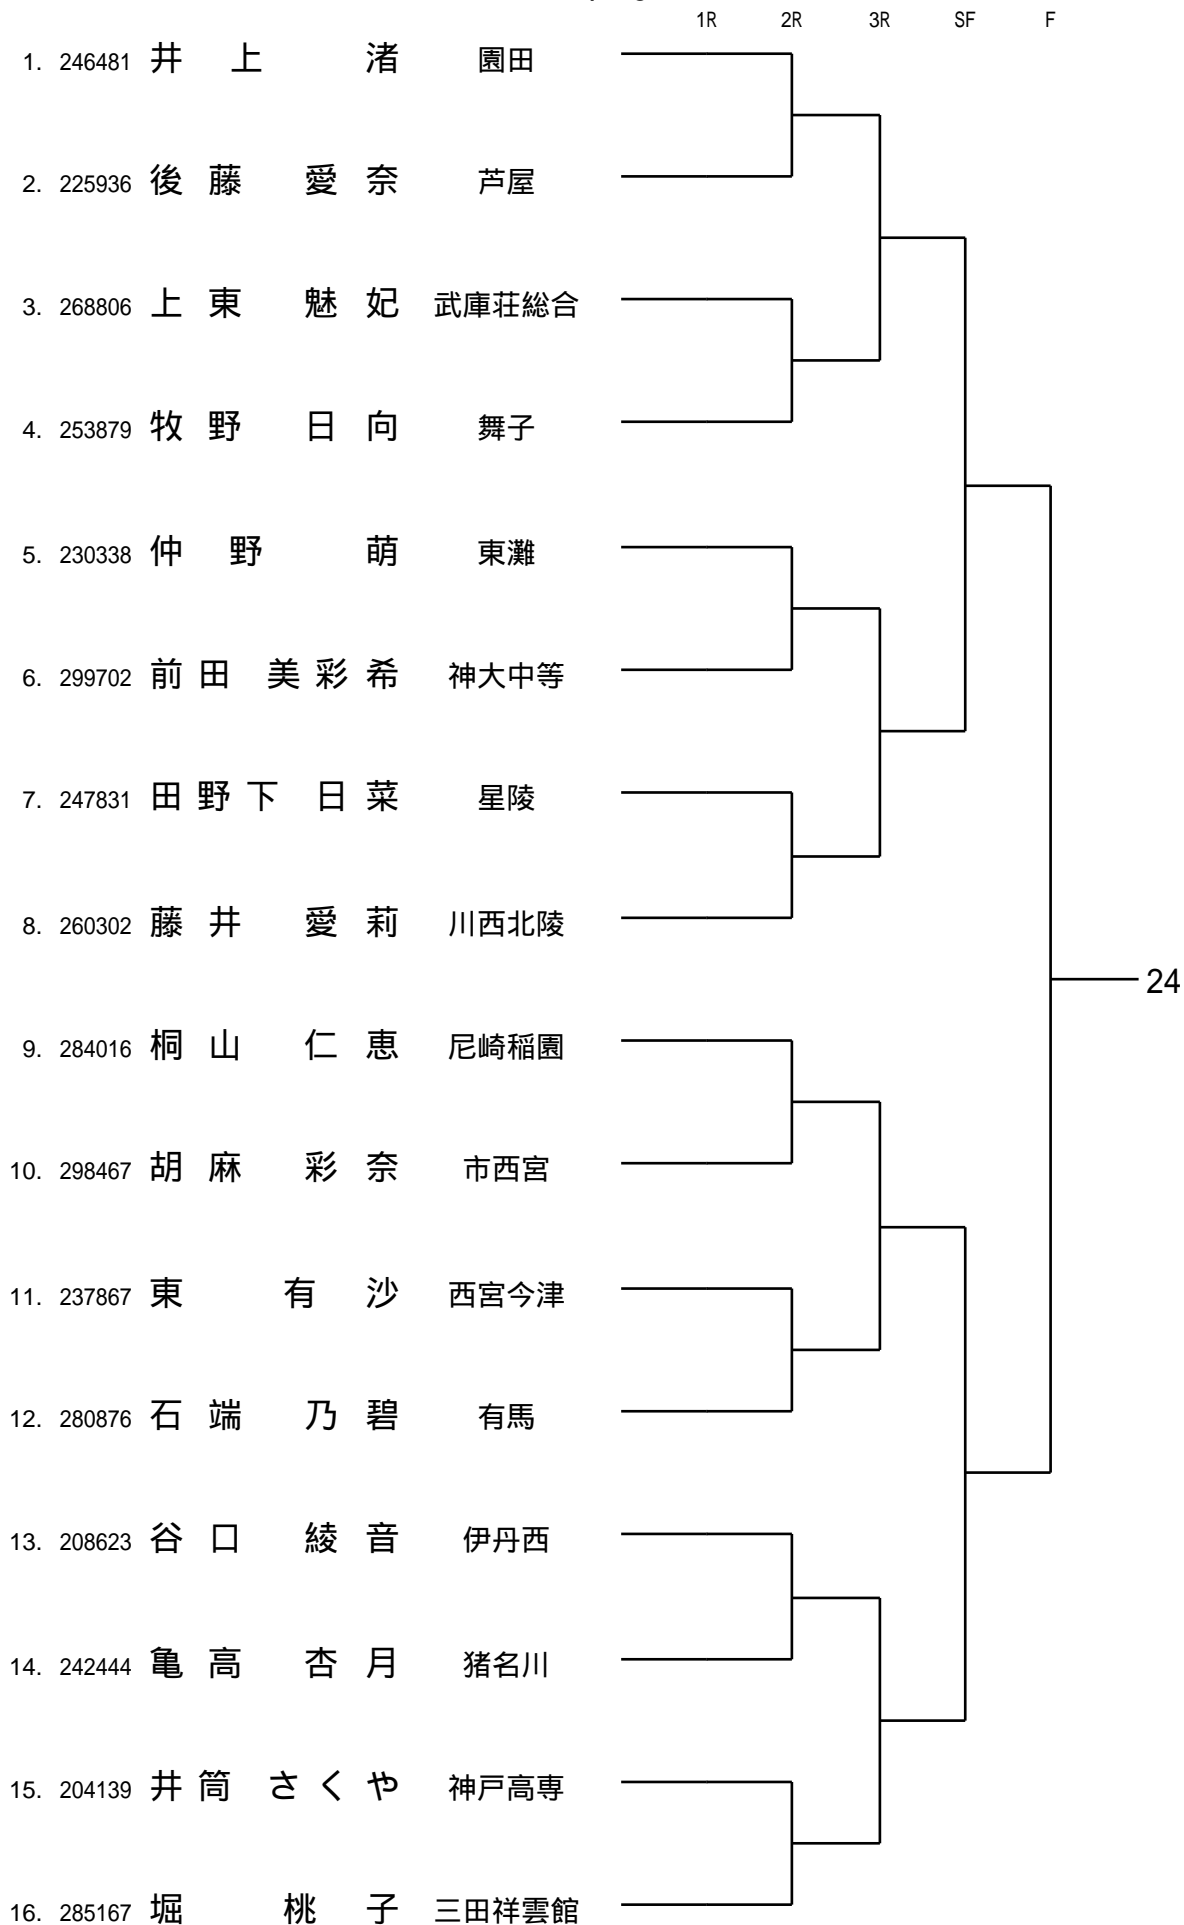 1R 2R 3R SF F
1. 246481 井上 渚 園田
2. 225936 後藤 愛奈 芦屋
3. 268806 上東 魅妃 武庫荘総合
4. 253879 牧野 日向 舞子
5. 230338 仲野 萌 東灘
6. 299702 前田 美彩希 神大中等
7. 247831 田野下 日菜 星陵
8. 260302 藤井 愛莉 川西北陵
24
9. 284016 桐山 仁恵 尼崎稲園
10. 298467 胡麻 彩奈 市西宮
11. 237867 東 有沙 西宮今津
12. 280876 石端 乃碧 有馬
13. 208623 谷口 綾音 伊丹西
14. 242444 亀高 杏月 猪名川
15. 204139 井筒 さくや 神戸高専
16. 285167 堀 桃子 三田祥雲館